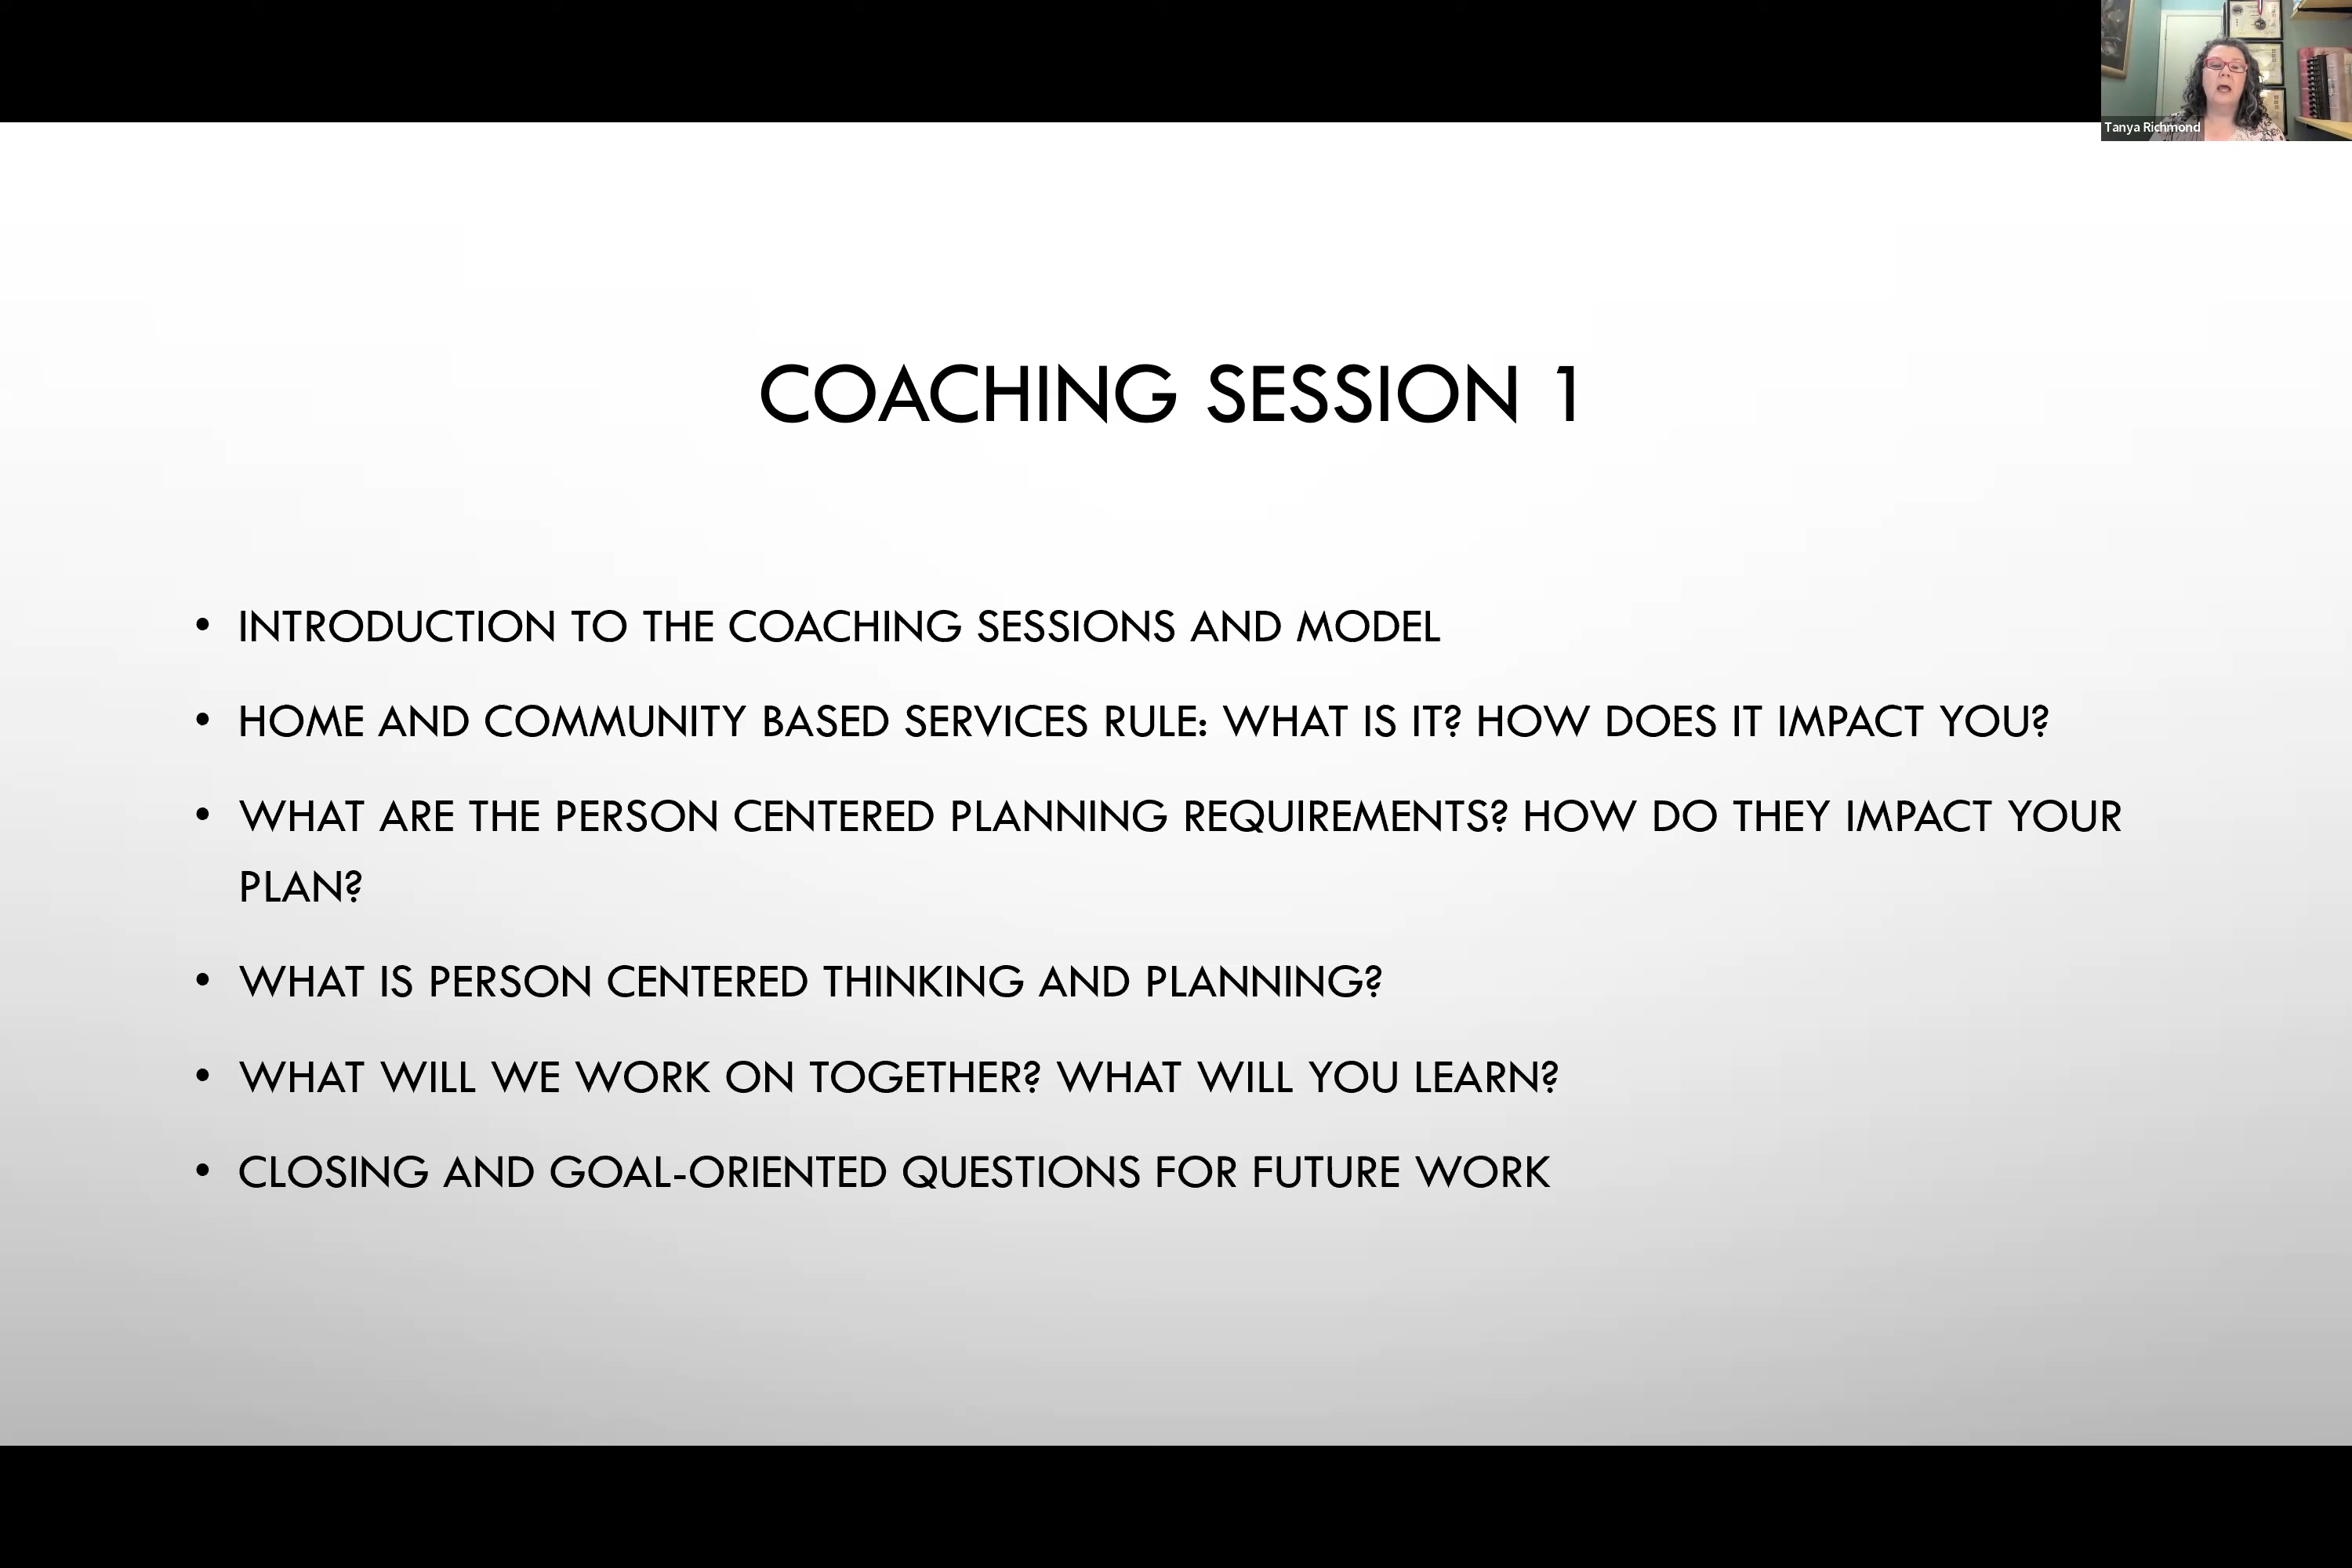 Tanya Richmond
COACHING SESSION 1
• INTRODUCTION TO THE COACHING SESSIONS AND MODEL
• HOME AND COMMUNITY BASED SERVICES RULE: WHAT IS IT? HOW DOES IT IMPACT YOU?
• WHAT ARE THE PERSON CENTERED PLANNING REQUIREMENTS? HOW DO THEY IMPACT YOUR
PLAN?
• WHAT IS PERSON CENTERED THINKING AND PLANNING?
• WHAT WILL WE WORK ON TOGETHER? WHAT WILL YOU LEARN?
• CLOSING AND GOAL-ORIENTED QUESTIONS FOR FUTURE WORK